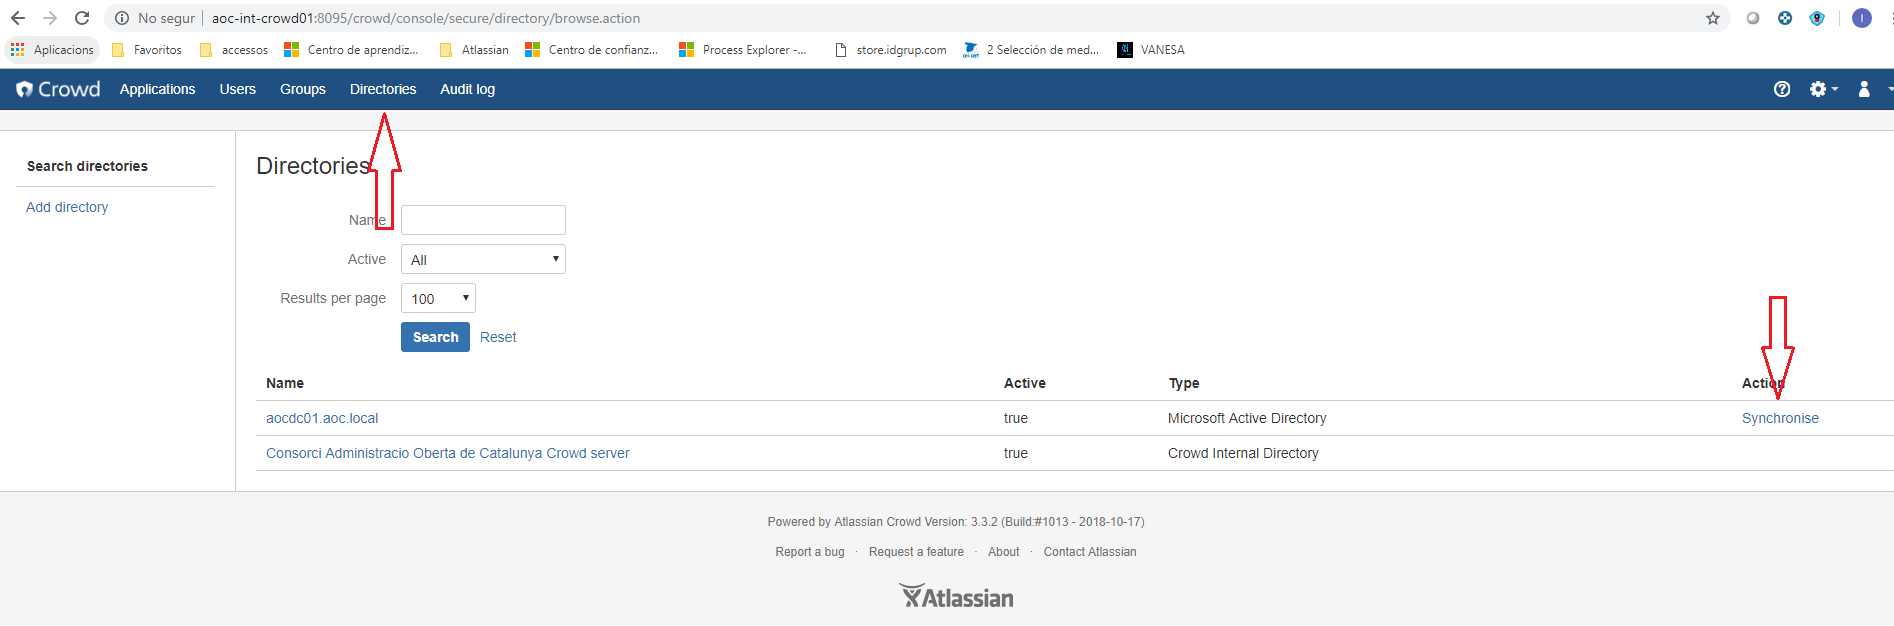 No segur aoc-int-crowd01:8095/crowd/console/secure/directory/browse.action I
Aplicacions Favoritos accessos Centro de aprendiz... Atlassian Centro de confianz... Process Explorer -... store.idgrup.com 2 Selección de med... VANESA
Crowd Applications Users Groups Directories Audit log
Search directories
Add directory
Directories
Name
Active All
Results per page 100
Search Reset
Name Active Type Action
aocdc01.aoc.local true Microsoft Active Directory Synchronise
Consorci Administracio Oberta de Catalunya Crowd server true Crowd Internal Directory
Powered by Atlassian Crowd Version: 3.3.2 (Build:#1013 - 2018-10-17)
Report a bug · Request a feature · About · Contact Atlassian
Atlassian